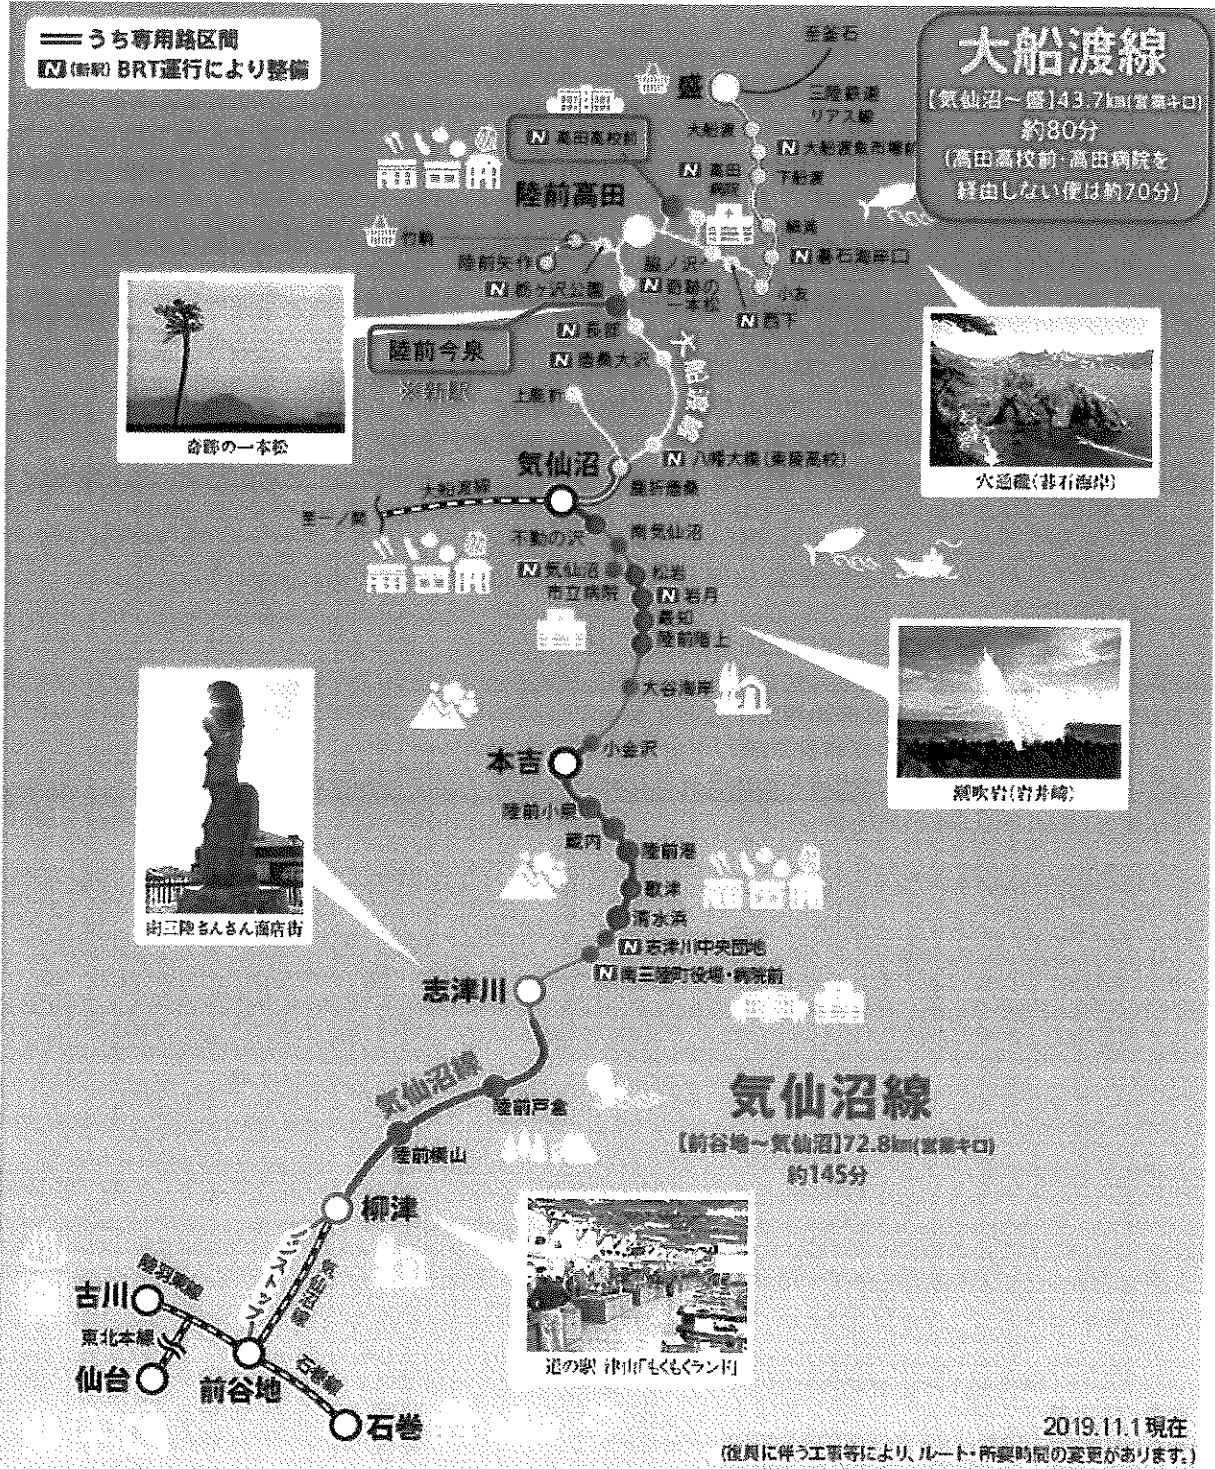 うち専用路区間
N(新駅) BRT運行により整備
大船渡線
【気仙沼～盛】43.7km(営業キロ)
約80分
(高田高校前・高田病院を
経由しない便は約70分)
至釜石
盛
三陸鉄道
リアス線
大船渡
N 大船渡魚市場前
下船渡
細浦
N 碁石海岸口
小友
N 西下
脇ノ沢
N 高田
病院
N 高田高校前
陸前高田
竹駒
陸前矢作
N 栃ヶ沢公園
N 奇跡の
一本松
陸前今泉
※新駅
N 長部
N 唐桑大沢
上鹿折
大船渡線
N 八幡大橋(東陵高校)
鹿折唐桑
気仙沼
大船渡線
至一ノ関
奇跡の一本松
穴通磯(碁石海岸)
不動の沢
南気仙沼
N 気仙沼
市立病院
松岩
N 岩月
最知
陸前階上
大谷海岸
小金沢
本吉
潮吹岩(岩井崎)
陸前小泉
蔵内
陸前港
歌津
清水浜
N 志津川中央団地
N 南三陸町役場・病院前
志津川
南三陸さんさん商店街
気仙沼線
陸前戸倉
陸前横山
柳津
気仙沼線
【前谷地～気仙沼】72.8km(営業キロ)
約145分
ノンストップ
気仙沼線
陸羽東線
古川
東北本線
仙台
前谷地
石巻線
石巻
道の駅 津山「もくもくランド」
2019.11.1現在
(復興に伴う工事等により、ルート・所要時間の変更があります。)